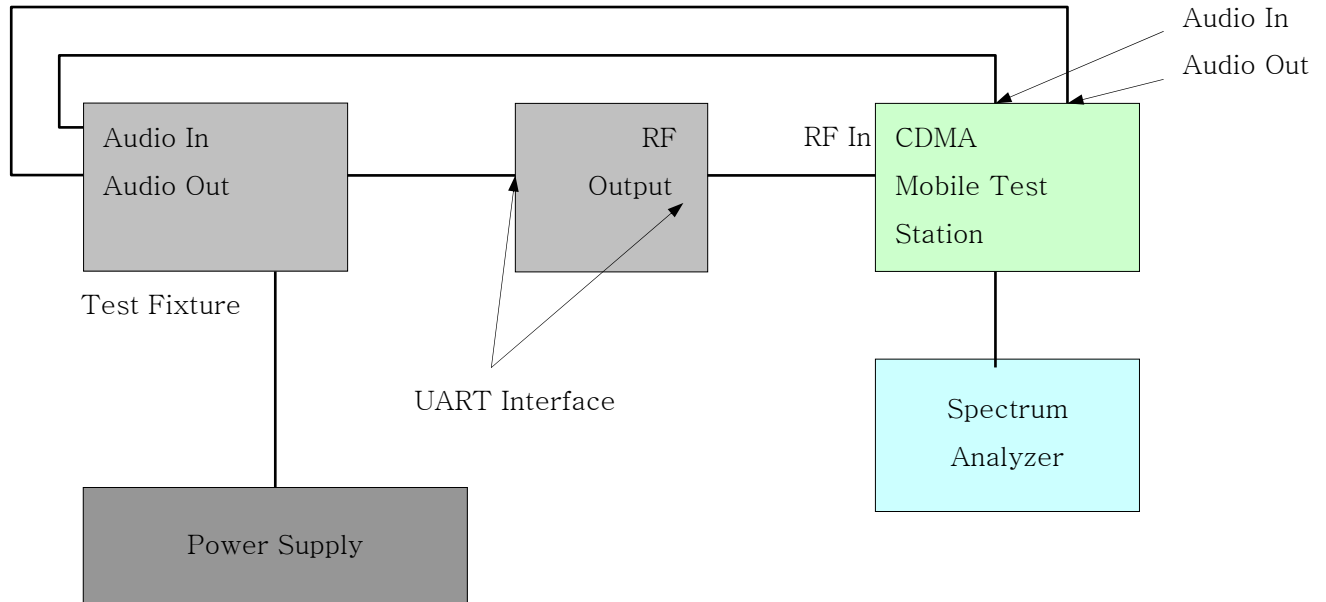 Audio In
Audio Out
Audio In
Audio Out
RF
Output
RF In
CDMA
Mobile Test
Station
Test Fixture
UART Interface
Spectrum
Analyzer
Power Supply